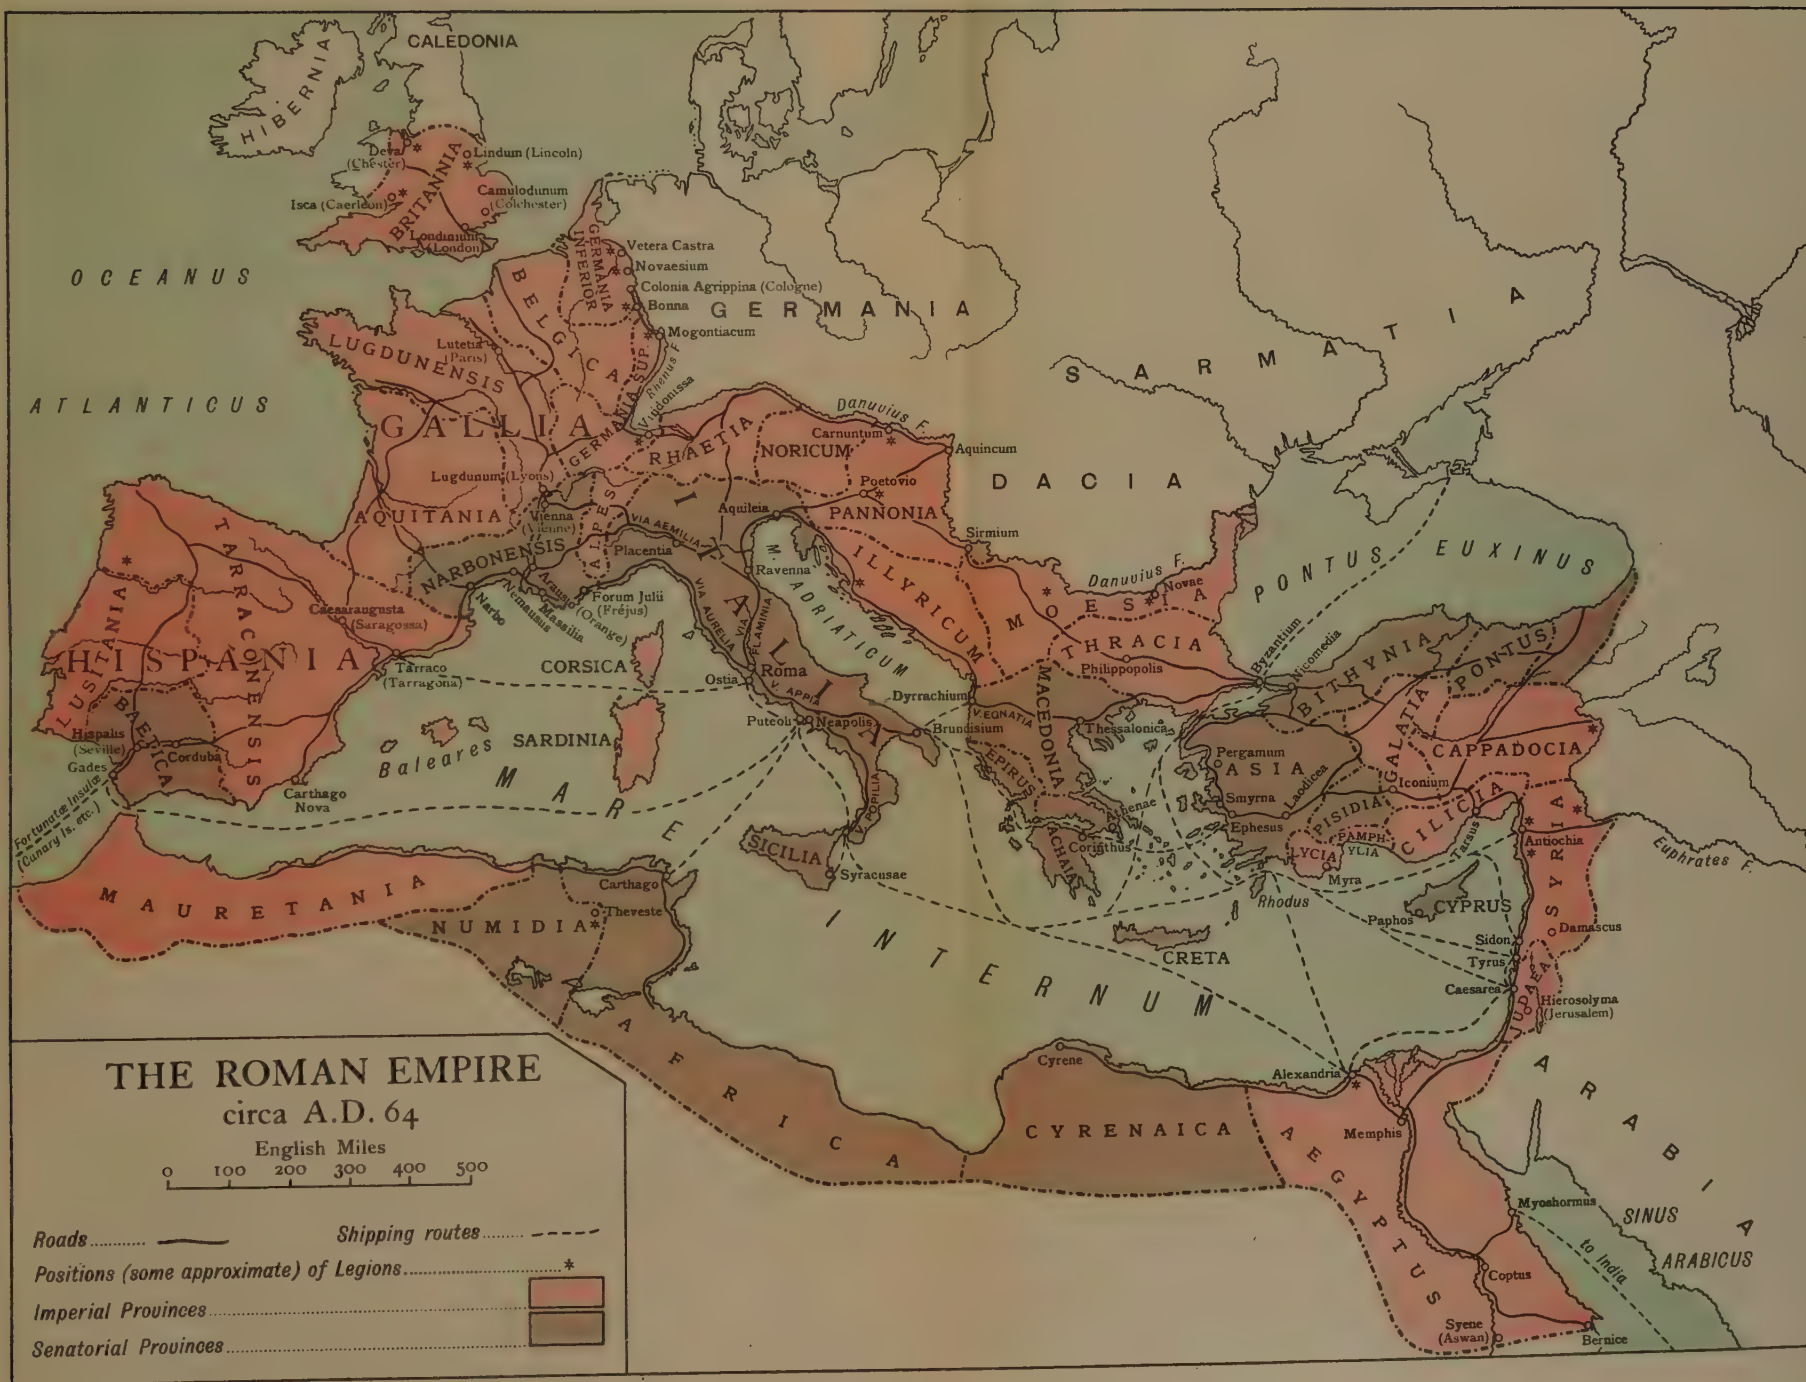 CALEDONIA
HIBERNIA
Deva
(Chester)
Lindum (Lincoln)
BRITANNIA
Isca (Caerleon)
Camulodunum
(Colchester)
Londinium
(London)
OCEANUS
ATLANTICUS
GERMANIA
INFERIOR
Vetera Castra
Novaesium
Colonia Agrippina (Cologne)
Bonna
Mogontiacum
GERMANIA
BELGICA
LUGDUNENSIS
Lutetia
(Paris)
GERMANIA SUP.
Rhenus F.
Vindonissa
GALLIA
SARMATIA
Danuvius F.
RHAETIA
NORICUM
Carnuntum
Aquincum
Lugdunum (Lyons)
Poetovio
DACIA
AQUITANIA
Vienna
(Vienne)
ALPES
VIA AEMILIA
Aquileia
PANNONIA
Placentia
Sirmium
NARBONENSIS
ITALIA
M. ADRIATICUM
ILLYRICUM
Ravenna
PONTUS EUXINUS
Danuvius F.
Novae
MOESIA
TARRACONENSIS
Narbo
Nemausus
Massilia
Arausio
(Orange)
Forum Julii
(Fréjus)
VIA AURELIA
VIA FLAMINIA
Caesaraugusta
(Saragossa)
LUSITANIA
HISPANIA
Tarraco
(Tarragona)
CORSICA
Roma
Ostia
V. APPIA
THRACIA
Philippopolis
Byzantium
Nicomedia
BITHYNIA
PONTUS
Dyrrachium
V. EGNATIA
MACEDONIA
Thessalonica
BAETICA
Hispalis
(Seville)
Corduba
Gades
Baleares
SARDINIA
Puteoli
Neapolis
Brundisium
EPIRUS
Pergamum
ASIA
GALATIA
CAPPADOCIA
Carthago
Nova
Smyrna
Laodicea
Iconium
Ephesus
PISIDIA
CILICIA
Tarsus
Fortunatæ Insulæ
(Canary Is. etc.)
MARE
INTERNUM
V. POPILIA
SICILIA
Syracusae
Athenae
Corinthus
ACHAIA
LYCIA
PAMPH-
YLIA
Myra
Antiochia
SYRIA
Euphrates F.
MAURETANIA
Carthago
NUMIDIA
Theveste
Rhodus
CRETA
Paphos
CYPRUS
Damascus
Sidon
Tyrus
Caesarea
JUDAEA
Hierosolyma
(Jerusalem)
AFRICA
Cyrene
CYRENAICA
Alexandria
Memphis
AEGYPTUS
ARABIA
Myoshormus
SINUS
ARABICUS
to India
Coptus
Syene
(Aswan)
Bernice
THE ROMAN EMPIRE
circa A.D. 64
English Miles
0 100 200 300 400 500
Roads
Shipping routes
Positions (some approximate) of Legions
Imperial Provinces
Senatorial Provinces